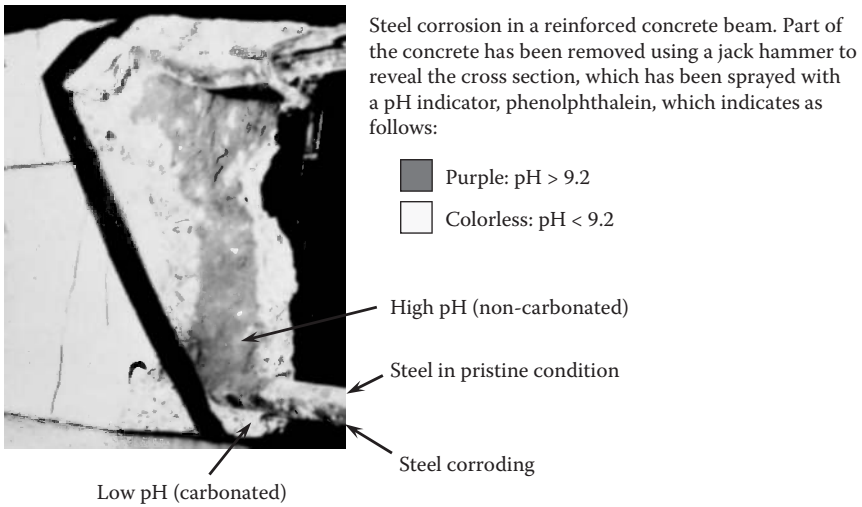 Steel corrosion in a reinforced concrete beam. Part of
the concrete has been removed using a jack hammer to
reveal the cross section, which has been sprayed with
a pH indicator, phenolphthalein, which indicates as
follows:
Purple: pH > 9.2
Colorless: pH < 9.2
High pH (non-carbonated)
Steel in pristine condition
Steel corroding
Low pH (carbonated)